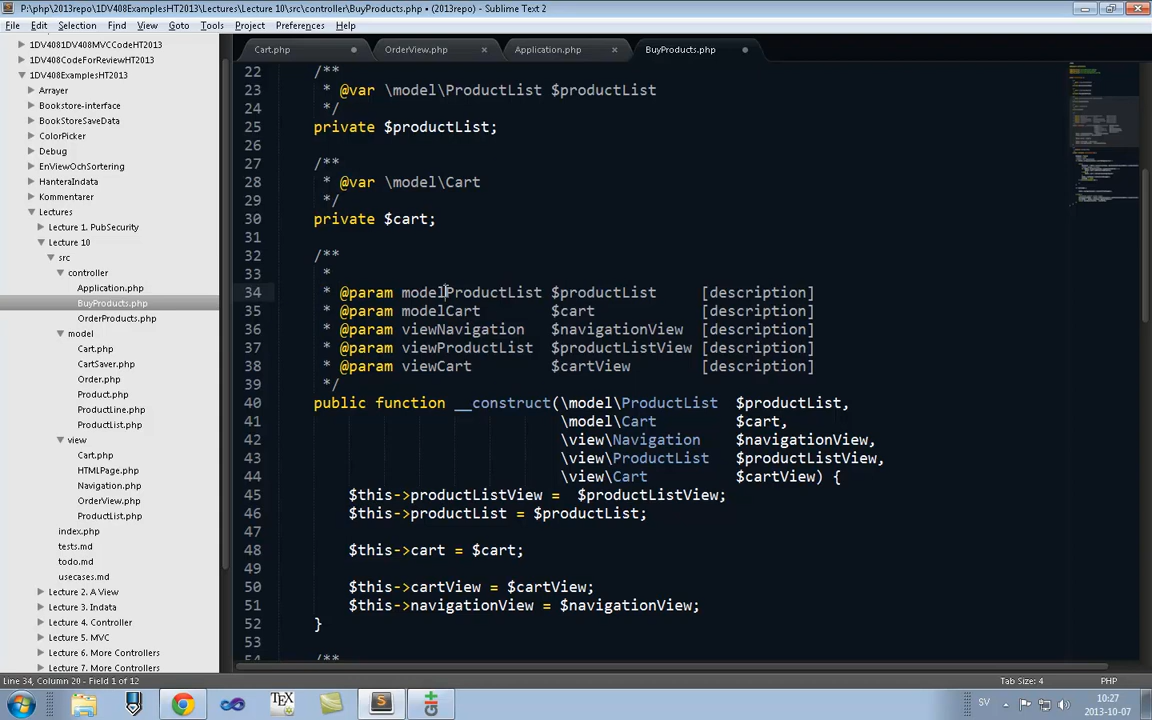 P:\php\2013repo\1DV408ExamplesHT2013\Lectures\Lecture 10\src\controller\BuyProducts.php • (2013repo) - Sublime Text 2
File Edit Selection Find View Goto Tools Project Preferences Help
Cart.php OrderView.php Application.php BuyProducts.php
1DV4081DV408MVCCodeHT2013
1DV408CodeForReviewHT2013
1DV408ExamplesHT2013
Arrayer
Bookstore-interface
BookStoreSaveData
ColorPicker
Debug
EnViewOchSortering
HanteraIndata
Kommentarer
Lectures
Lecture 1. PubSecurity
Lecture 10
src
controller
Application.php
BuyProducts.php
OrderProducts.php
model
Cart.php
CartSaver.php
Order.php
Product.php
ProductLine.php
ProductList.php
view
Cart.php
HTMLPage.php
Navigation.php
OrderView.php
ProductList.php
index.php
tests.md
todo.md
usecases.md
Lecture 2. A View
Lecture 3. Indata
Lecture 4. Controller
Lecture 5. MVC
Lecture 6. More Controllers
Lecture 7. More Controllers
22 /**
23 * @var \model\ProductList $productList
24 */
25 private $productList;
26
27 /**
28 * @var \model\Cart
29 */
30 private $cart;
31
32 /**
33 *
34 * @param modelProductList $productList [description]
35 * @param modelCart $cart [description]
36 * @param viewNavigation $navigationView [description]
37 * @param viewProductList $productListView [description]
38 * @param viewCart $cartView [description]
39 */
40 public function __construct(\model\ProductList $productList,
41 \model\Cart $cart,
42 \view\Navigation $navigationView,
43 \view\ProductList $productListView,
44 \view\Cart $cartView) {
45 $this->productListView = $productListView;
46 $this->productList = $productList;
47
48 $this->cart = $cart;
49
50 $this->cartView = $cartView;
51 $this->navigationView = $navigationView;
52 }
53
54 /**
Line 34, Column 20 - Field 1 of 12 Tab Size: 4 PHP
SV 10:27
2013-10-07